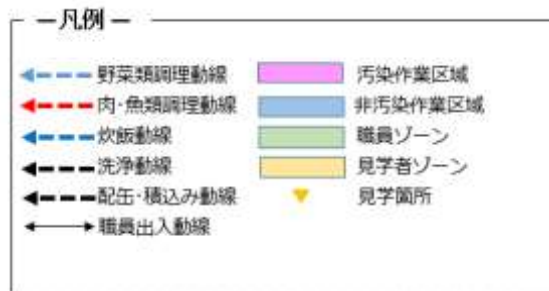 －凡例－
野菜類調理動線
汚染作業区域
肉・魚類調理動線
非汚染作業区域
炊飯動線
職員ゾーン
洗浄動線
見学者ゾーン
配缶・積込み動線
見学箇所
職員出入動線